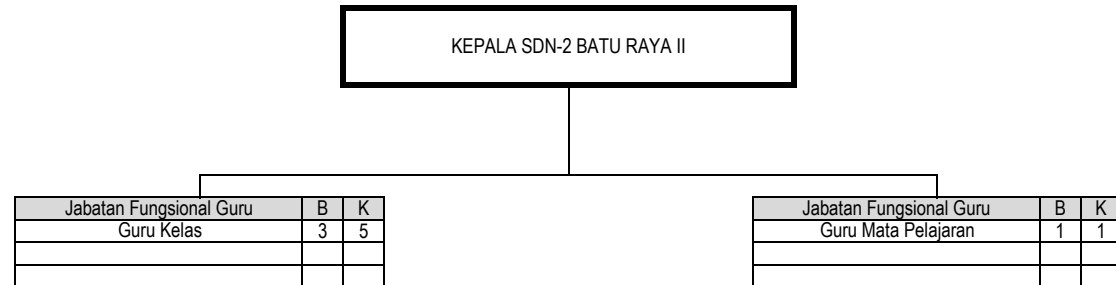 KEPALA SDN-2 BATU RAYA II
Jabatan Fungsional Guru B K
Guru Kelas 3 5
Jabatan Fungsional Guru B K
Guru Mata Pelajaran 1 1